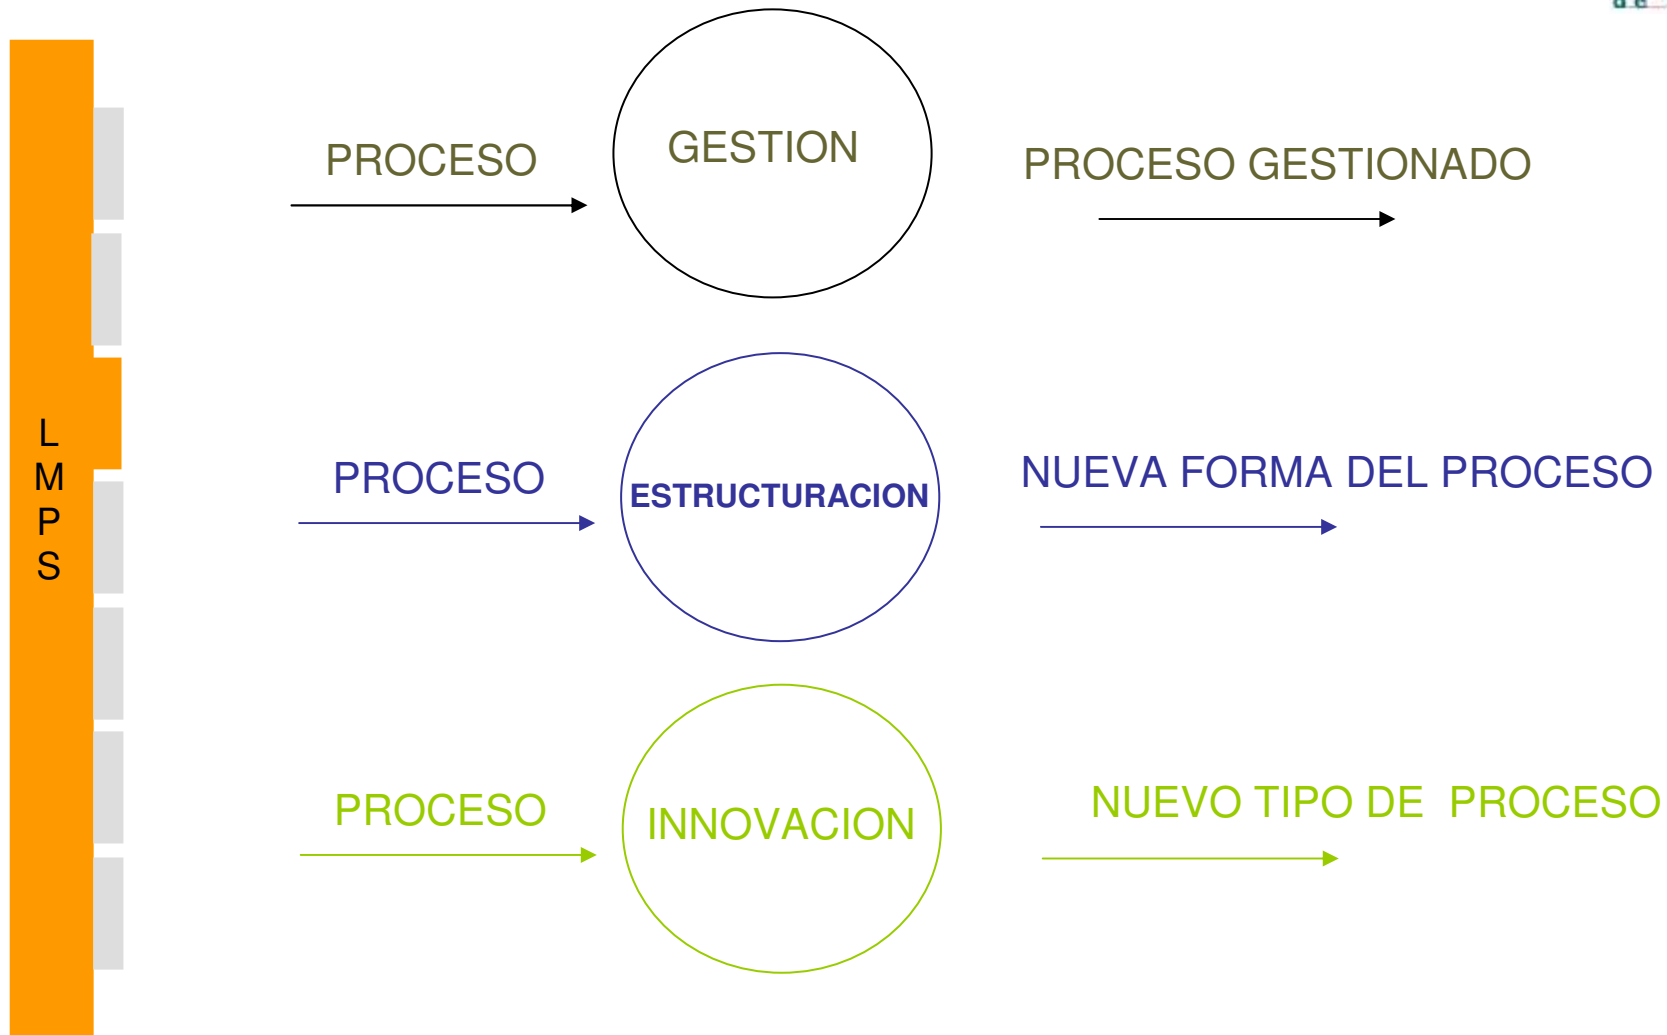 PROCESO
GESTION
PROCESO GESTIONADO
L
M
P
S
PROCESO
ESTRUCTURACION
NUEVA FORMA DEL PROCESO
PROCESO
INNOVACION
NUEVO TIPO DE PROCESO